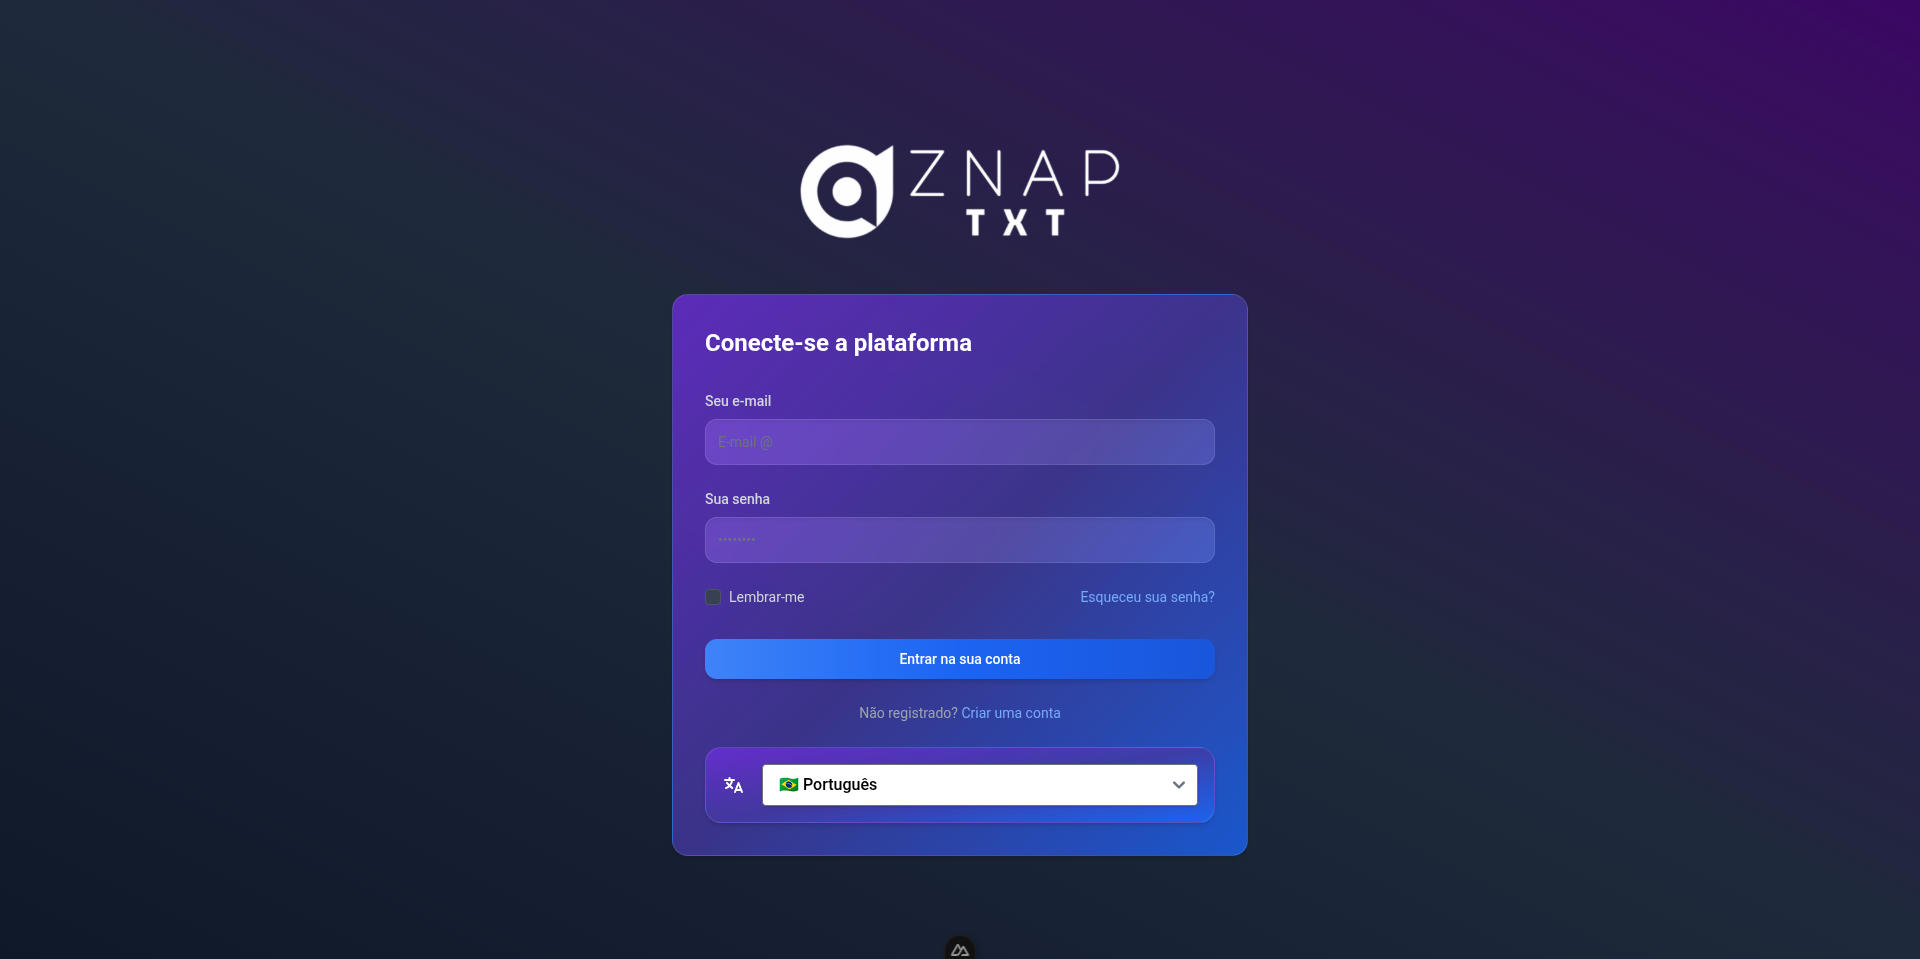 ZNAP
TXT
Conecte-se a plataforma
Seu e-mail
E-mail @
Sua senha
••••••••
Lembrar-me
Esqueceu sua senha?
Entrar na sua conta
Não registrado? Criar uma conta
🇧🇷 Português